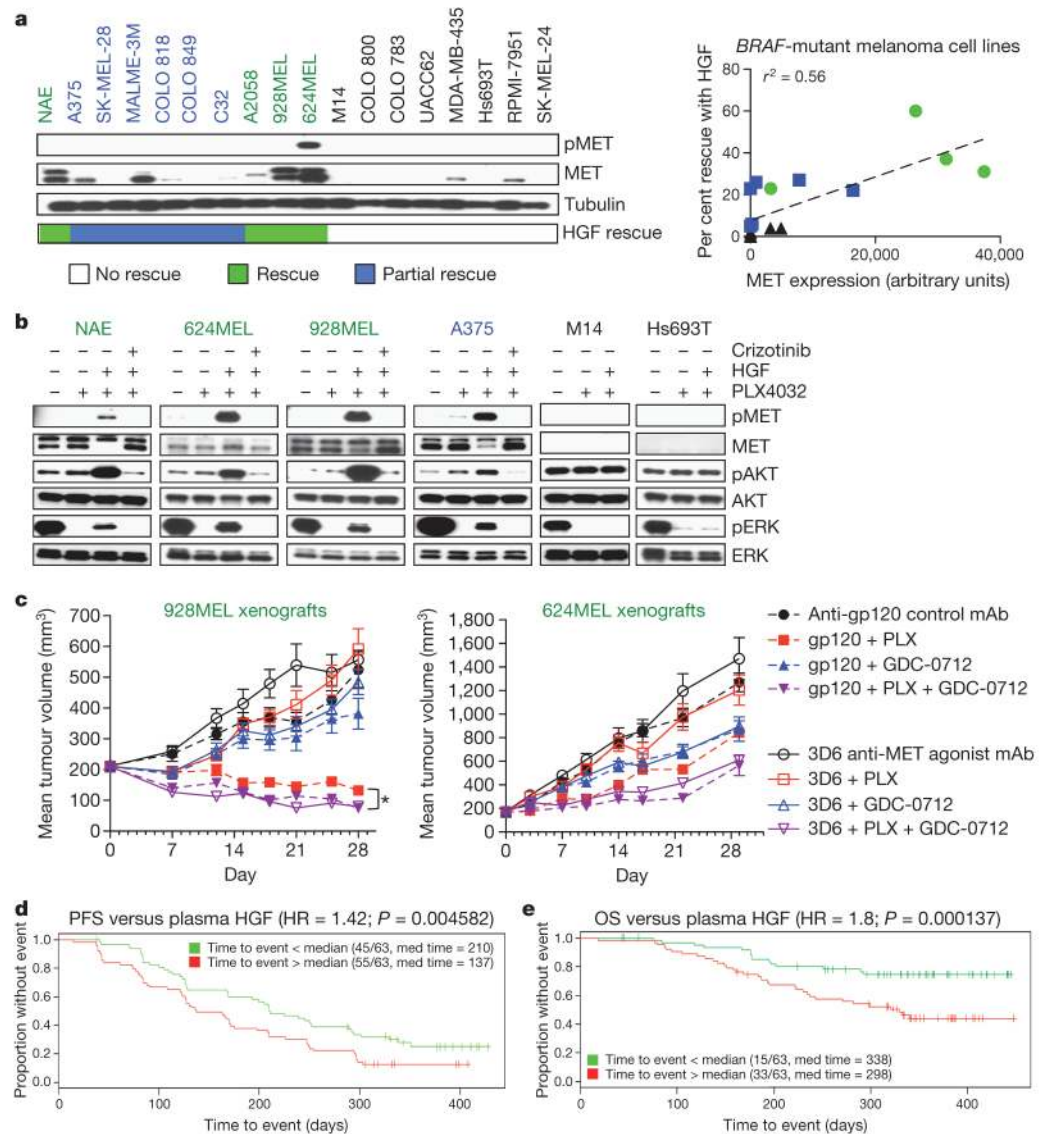 a
NAE
A375
SK-MEL-28
MALME-3M
COLO 818
COLO 849
C32
A2058
928MEL
624MEL
M14
COLO 800
COLO 783
UACC62
MDA-MB-435
Hs693T
RPMI-7951
SK-MEL-24
pMET
MET
Tubulin
HGF rescue
No rescue
Rescue
Partial rescue
BRAF-mutant melanoma cell lines
r² = 0.56
Per cent rescue with HGF
80
60
40
20
0
0
20,000
40,000
MET expression (arbitrary units)
b
NAE 624MEL 928MEL A375 M14 Hs693T
– – – + – – – + – – – + – – – + Crizotinib
– – + + – – + + – – + + – – + + – – + – – + HGF
– + + + – + + + – + + + – + + + – + + – + + PLX4032
pMET
MET
pAKT
AKT
pERK
ERK
c
928MEL xenografts
Mean tumour volume (mm³)
700
600
500
400
300
200
100
0
0 7 14 21 28
Day
*
624MEL xenografts
Mean tumour volume (mm³)
1,800
1,600
1,400
1,200
1,000
800
600
400
200
0
0 7 14 21 28
Day
Anti-gp120 control mAb
gp120 + PLX
gp120 + GDC-0712
gp120 + PLX + GDC-0712
3D6 anti-MET agonist mAb
3D6 + PLX
3D6 + GDC-0712
3D6 + PLX + GDC-0712
d
PFS versus plasma HGF (HR = 1.42; P = 0.004582)
Proportion without event
1.0
0.8
0.6
0.4
0.2
0.0
Time to event < median (45/63, med time = 210)
Time to event > median (55/63, med time = 137)
0 100 200 300 400
Time to event (days)
e
OS versus plasma HGF (HR = 1.8; P = 0.000137)
Proportion without event
1.0
0.8
0.6
0.4
0.2
0.0
Time to event < median (15/63, med time = 338)
Time to event > median (33/63, med time = 298)
0 100 200 300 400
Time to event (days)